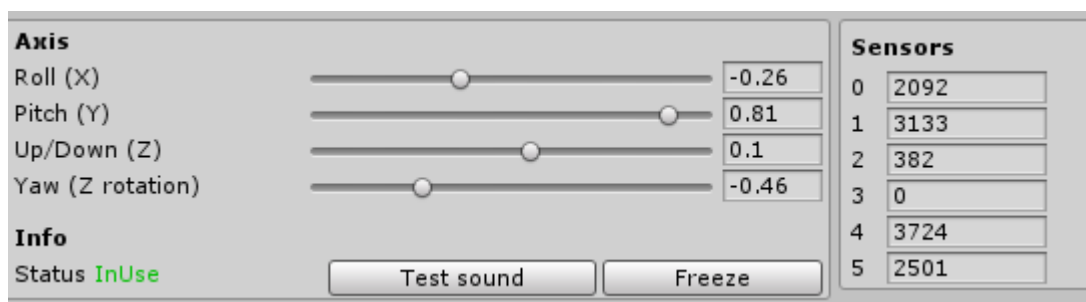 Axis
Roll (X) -0.26
Pitch (Y) 0.81
Up/Down (Z) 0.1
Yaw (Z rotation) -0.46
Info
Status InUse Test sound Freeze
Sensors
0 2092
1 3133
2 382
3 0
4 3724
5 2501